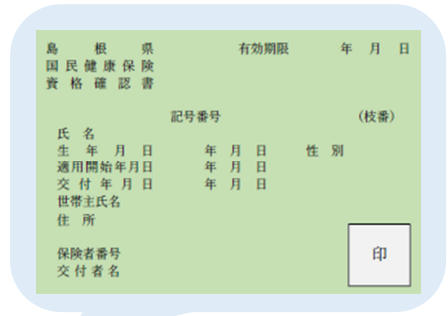 島根県 有効期限 年 月 日
国民健康保険
資格確認書
記号番号 （枝番）
氏名
生年月日 年 月 日 性別
適用開始年月日 年 月 日
交付年月日 年 月 日
世帯主氏名
住所
保険者番号
交付者名
印